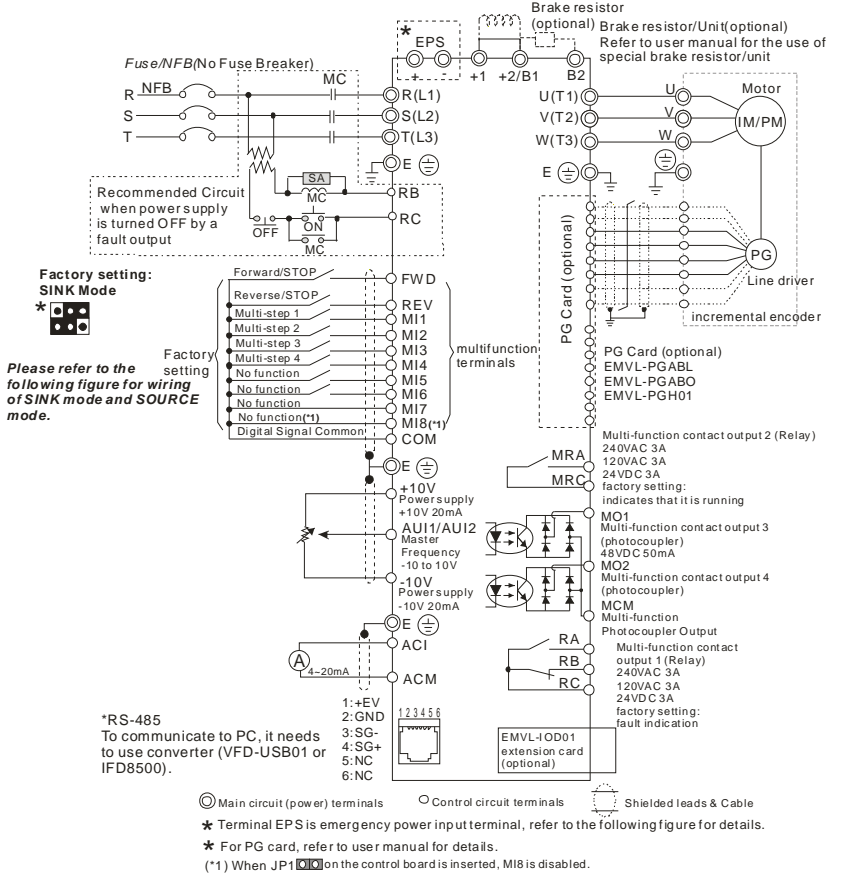 Brake resistor
(optional)
Brake resistor/Unit(optional)
Refer to user manual for the use of
special brake resistor/unit
*
EPS
+ - +1 +2/B1 B2
Fuse/NFB(No Fuse Breaker)
MC
R NFB
S
T
R(L1)
S(L2)
T(L3)
E
SA
MC
RB
RC
OFF
ON
MC
Recommended Circuit
when power supply
is turned OFF by a
fault output
U(T1)
V(T2)
W(T3)
E
U
V
W
Motor
IM/PM
PG
Line driver
incremental encoder
PG Card (optional)
PG Card (optional)
EMVL-PGABL
EMVL-PGABO
EMVL-PGH01
Factory setting:
SINK Mode
*
Please refer to the
following figure for wiring
of SINK mode and SOURCE
mode.
Factory
setting
Forward/STOP
Reverse/STOP
Multi-step 1
Multi-step 2
Multi-step 3
Multi-step 4
No function
No function
No function
No function(*1)
Digital Signal Common
FWD
REV
MI1
MI2
MI3
MI4
MI5
MI6
MI7
MI8(*1)
COM
multifunction
terminals
E
+10V
Power supply
+10V 20mA
AUI1/AUI2
Master
Frequency
-10 to 10V
-10V
Power supply
-10V 20mA
E
ACI
A
4~20mA
ACM
MRA
MRC
Multi-function contact output 2 (Relay)
240VAC 3A
120VAC 3A
24VDC 3A
factory setting:
indicates that it is running
MO1
Multi-function contact output 3
(photocoupler)
48VDC 50mA
MO2
Multi-function contact output 4
(photocoupler)
MCM
Multi-function
Photocoupler Output
RA
RB
RC
Multi-function contact
output 1 (Relay)
240VAC 3A
120VAC 3A
24VDC 3A
factory setting:
fault indication
*RS-485
To communicate to PC, it needs
to use converter (VFD-USB01 or
IFD8500).
1:+EV
2:GND
3:SG-
4:SG+
5:NC
6:NC
1 2 3 4 5 6
EMVL-IOD01
extension card
(optional)
Main circuit (power) terminals
Control circuit terminals
Shielded leads & Cable
* Terminal EPS is emergency power input terminal, refer to the following figure for details.
* For PG card, refer to user manual for details.
(*1) When JP1 on the control board is inserted, MI8 is disabled.